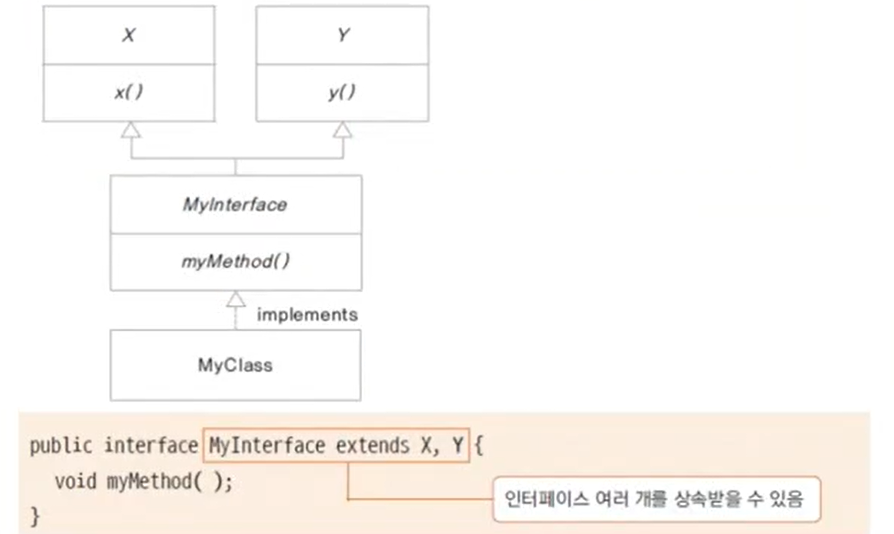 X
Y
x()
y()
MyInterface
myMethod()
implements
MyClass
public interface MyInterface extends X, Y {
void myMethod( );
인터페이스 여러 개를 상속받을 수 있음
}